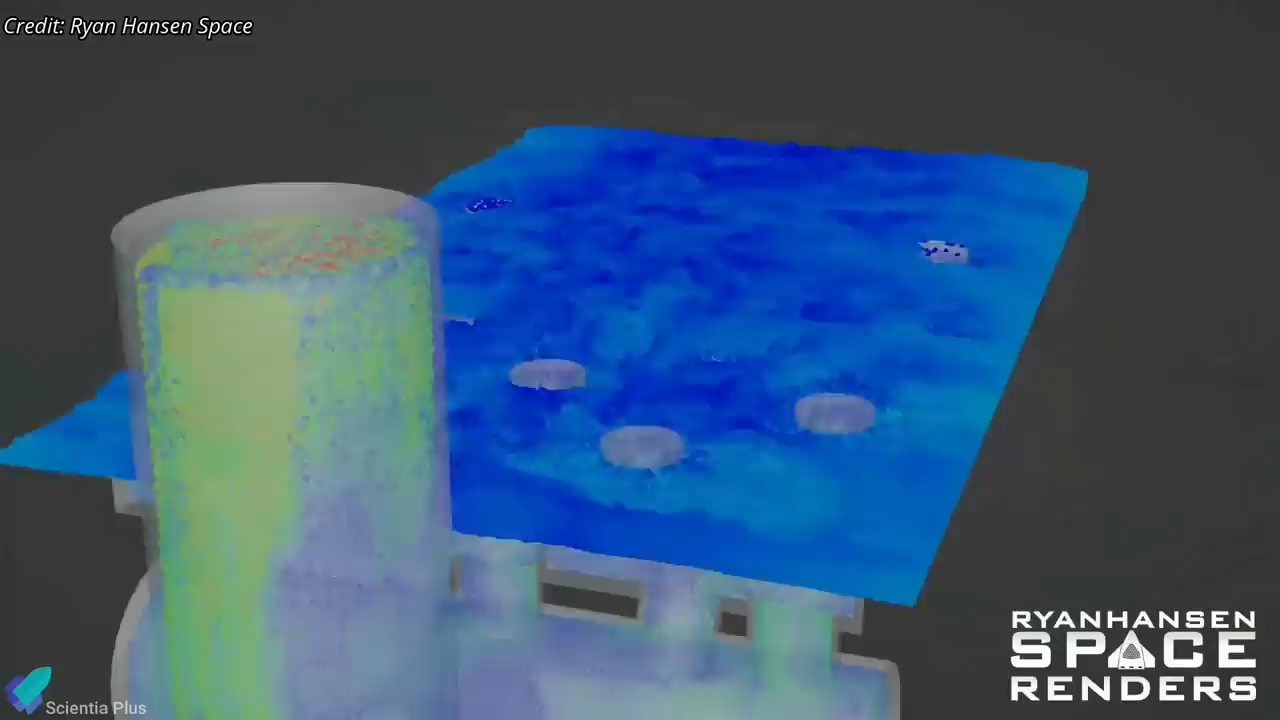 Credit: Ryan Hansen Space
RYANHANSEN
SPACE
RENDERS
Scientia Plus